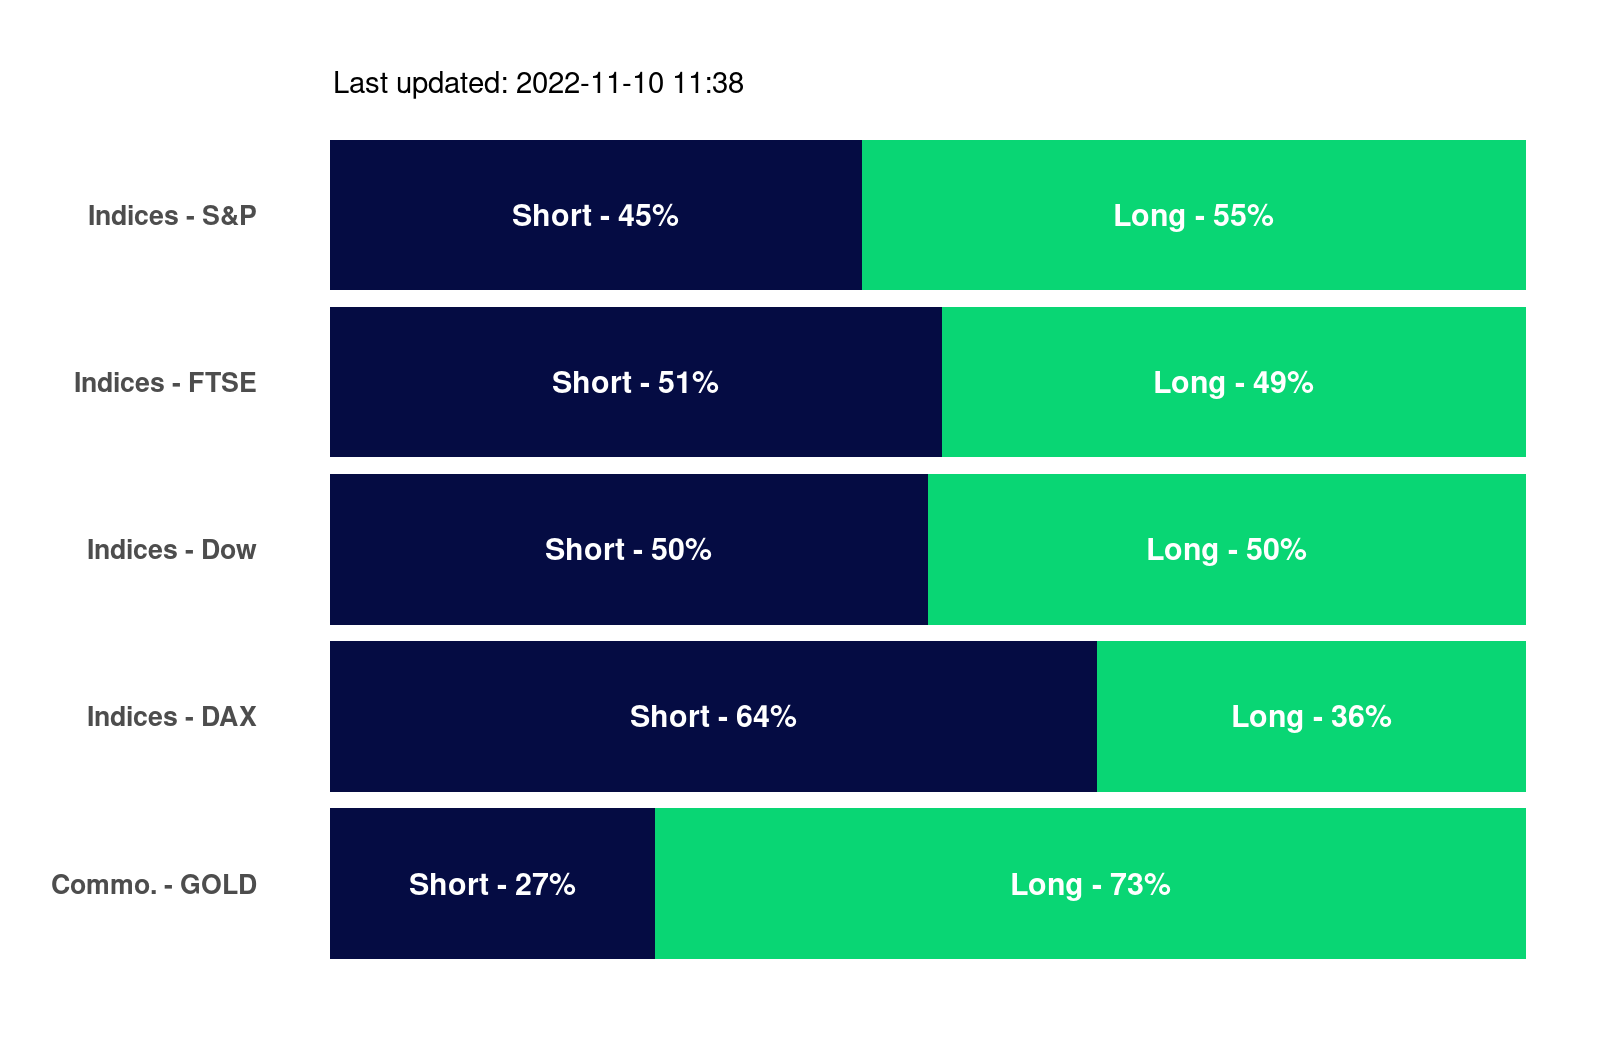 Last updated: 2022-11-10 11:38
Indices - S&P Short - 45% Long - 55%
Indices - FTSE Short - 51% Long - 49%
Indices - Dow Short - 50% Long - 50%
Indices - DAX Short - 64% Long - 36%
Commo. - GOLD Short - 27% Long - 73%